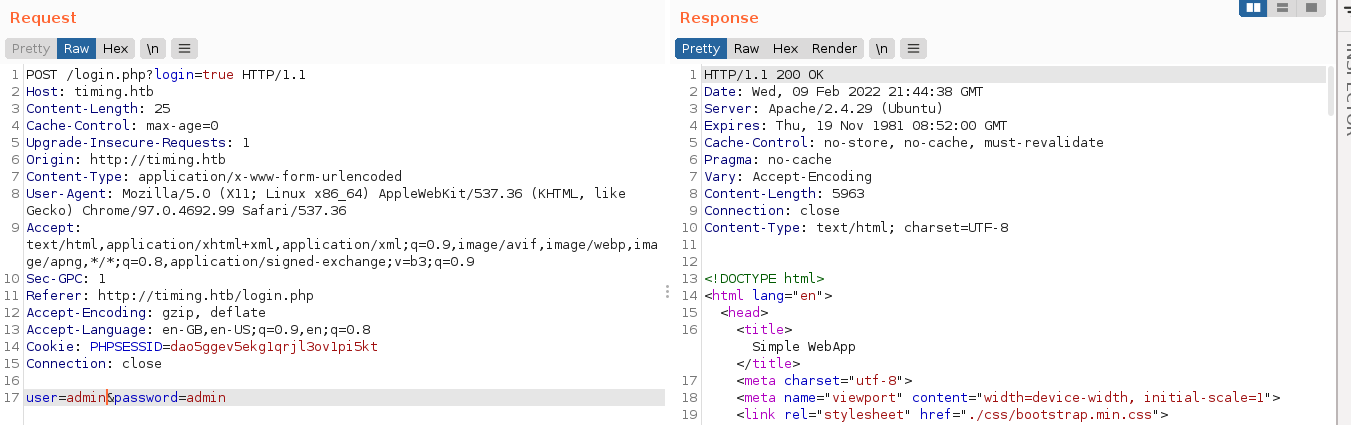 Request
Pretty Raw Hex \n
1 POST /login.php?login=true HTTP/1.1
2 Host: timing.htb
3 Content-Length: 25
4 Cache-Control: max-age=0
5 Upgrade-Insecure-Requests: 1
6 Origin: http://timing.htb
7 Content-Type: application/x-www-form-urlencoded
8 User-Agent: Mozilla/5.0 (X11; Linux x86_64) AppleWebKit/537.36 (KHTML, like
Gecko) Chrome/97.0.4692.99 Safari/537.36
9 Accept:
text/html,application/xhtml+xml,application/xml;q=0.9,image/avif,image/webp,ima
ge/apng,*/*;q=0.8,application/signed-exchange;v=b3;q=0.9
10 Sec-GPC: 1
11 Referer: http://timing.htb/login.php
12 Accept-Encoding: gzip, deflate
13 Accept-Language: en-GB,en-US;q=0.9,en;q=0.8
14 Cookie: PHPSESSID=dao5ggev5ekg1qrjl3ov1pi5kt
15 Connection: close
16
17 user=admin&password=admin
Response
Pretty Raw Hex Render \n
1 HTTP/1.1 200 OK
2 Date: Wed, 09 Feb 2022 21:44:38 GMT
3 Server: Apache/2.4.29 (Ubuntu)
4 Expires: Thu, 19 Nov 1981 08:52:00 GMT
5 Cache-Control: no-store, no-cache, must-revalidate
6 Pragma: no-cache
7 Vary: Accept-Encoding
8 Content-Length: 5963
9 Connection: close
10 Content-Type: text/html; charset=UTF-8
11
12
13 <!DOCTYPE html>
14 <html lang="en">
15 <head>
16 <title>
Simple WebApp
</title>
17 <meta charset="utf-8">
18 <meta name="viewport" content="width=device-width, initial-scale=1">
19 <link rel="stylesheet" href="./css/bootstrap.min.css">
INSPECTOR